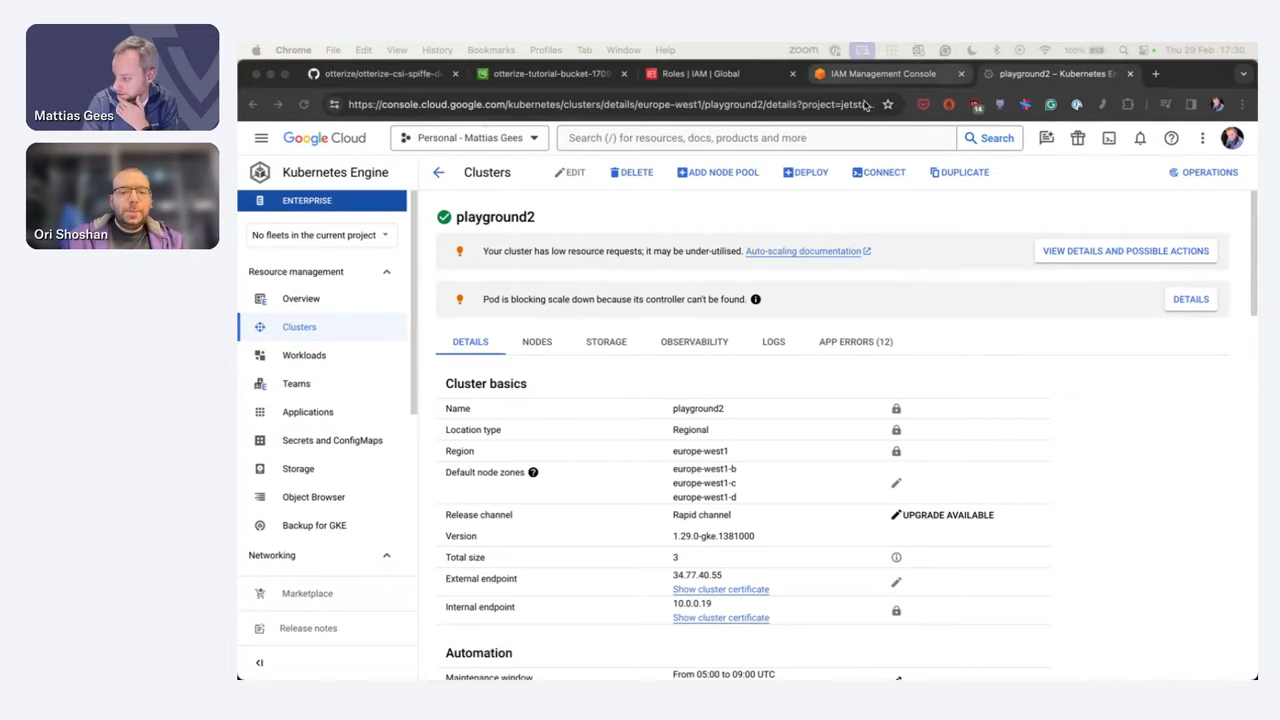 Mattias Gees
Ori Shoshan
Chrome File Edit View History Bookmarks Profiles Tab Window Help zoom 100% Thu 29 Feb 17:30
otterize/otterize-csi-spiffe-d otterize-tutorial-bucket-1709 Roles | IAM | Global IAM Management Console playground2 – Kubernetes En
https://console.cloud.google.com/kubernetes/clusters/details/europe-west1/playground2/details?project=jetst...
14
Google Cloud Personal - Mattias Gees Search (/) for resources, docs, products and more Search
Kubernetes Engine Clusters EDIT DELETE ADD NODE POOL DEPLOY CONNECT DUPLICATE OPERATIONS
ENTERPRISE
No fleets in the current project
Resource management
Overview
Clusters
Workloads
Teams
Applications
Secrets and ConfigMaps
Storage
Object Browser
Backup for GKE
Networking
Marketplace
Release notes
playground2
Your cluster has low resource requests; it may be under-utilised. Auto-scaling documentation VIEW DETAILS AND POSSIBLE ACTIONS
Pod is blocking scale down because its controller can't be found. DETAILS
DETAILS NODES STORAGE OBSERVABILITY LOGS APP ERRORS (12)
Cluster basics
Name playground2
Location type Regional
Region europe-west1
Default node zones europe-west1-b
europe-west1-c
europe-west1-d
Release channel Rapid channel UPGRADE AVAILABLE
Version 1.29.0-gke.1381000
Total size 3
External endpoint 34.77.40.55
Show cluster certificate
Internal endpoint 10.0.0.19
Show cluster certificate
Automation
Maintenance window From 05:00 to 09:00 UTC